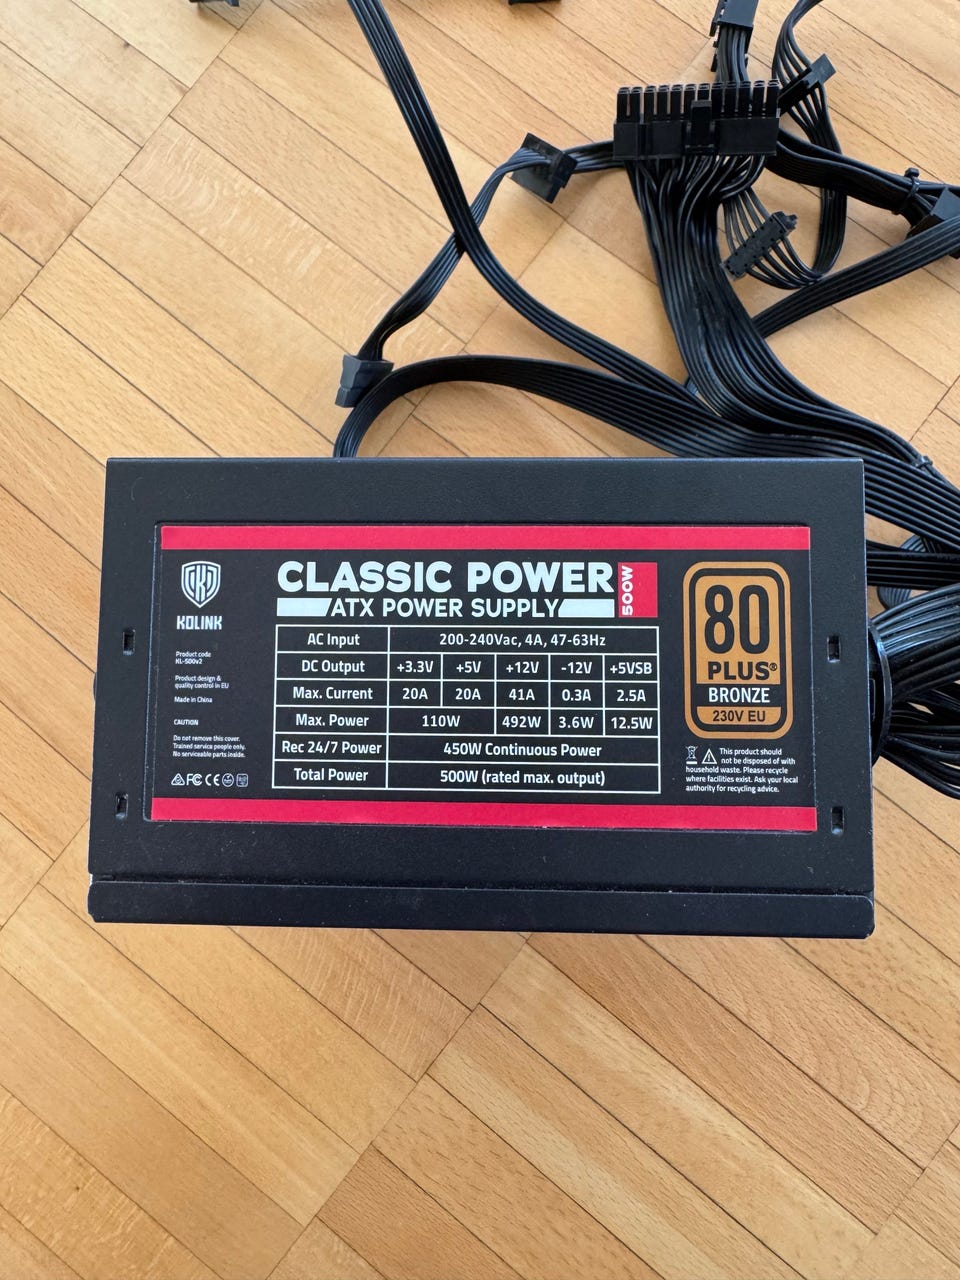 KOLINK
Product code
KL-500v2
Product design &
quality control in EU
Made in China
CAUTION
Do not remove this cover.
Trained service people only.
No serviceable parts inside.
CLASSIC POWER
ATX POWER SUPPLY
500W
AC Input 200-240Vac, 4A, 47-63Hz
DC Output +3.3V +5V +12V -12V +5VSB
Max. Current 20A 20A 41A 0.3A 2.5A
Max. Power 110W 492W 3.6W 12.5W
Rec 24/7 Power 450W Continuous Power
Total Power 500W (rated max. output)
80
PLUS®
BRONZE
230V EU
This product should
not be disposed of with
household waste. Please recycle
where facilities exist. Ask your local
authority for recycling advice.